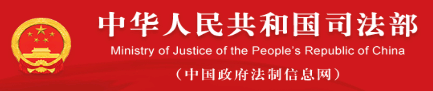 中华人民共和国司法部
Ministry of Justice of the People's Republic of China
（中国政府法制信息网）